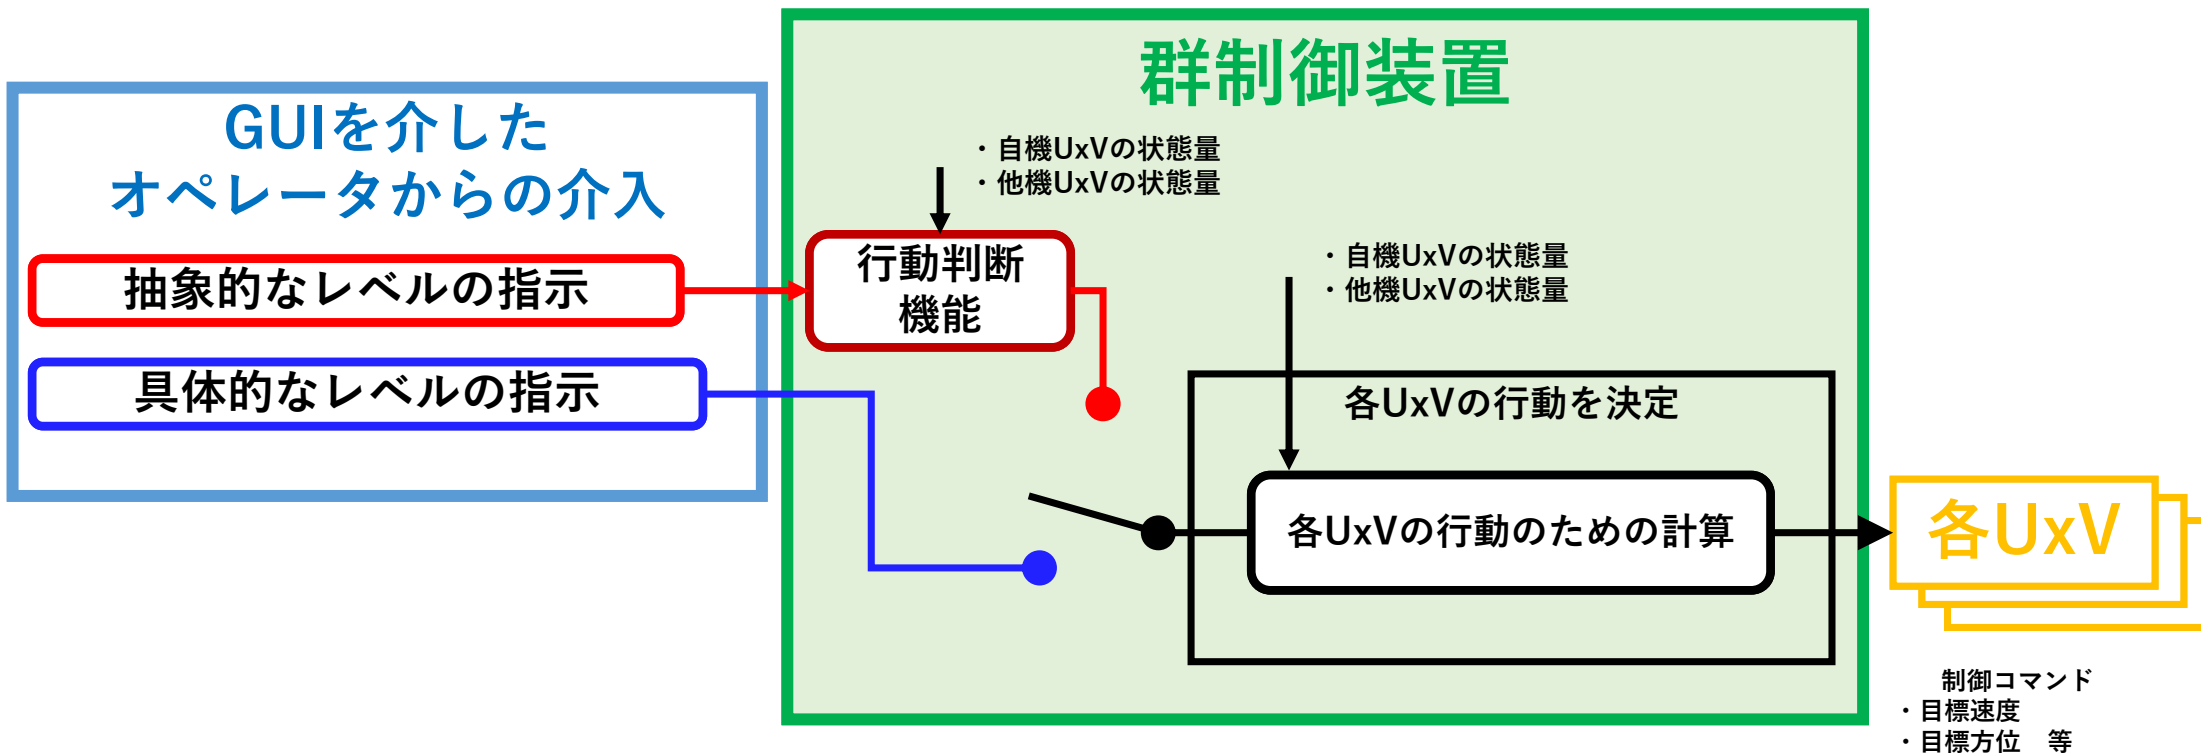 群制御装置
GUIを介した
オペレータからの介入
・自機UxVの状態量
・他機UxVの状態量
抽象的なレベルの指示
行動判断
機能
・自機UxVの状態量
・他機UxVの状態量
具体的なレベルの指示
各UxVの行動を決定
各UxVの行動のための計算
各UxV
制御コマンド
・目標速度
・目標方位 等